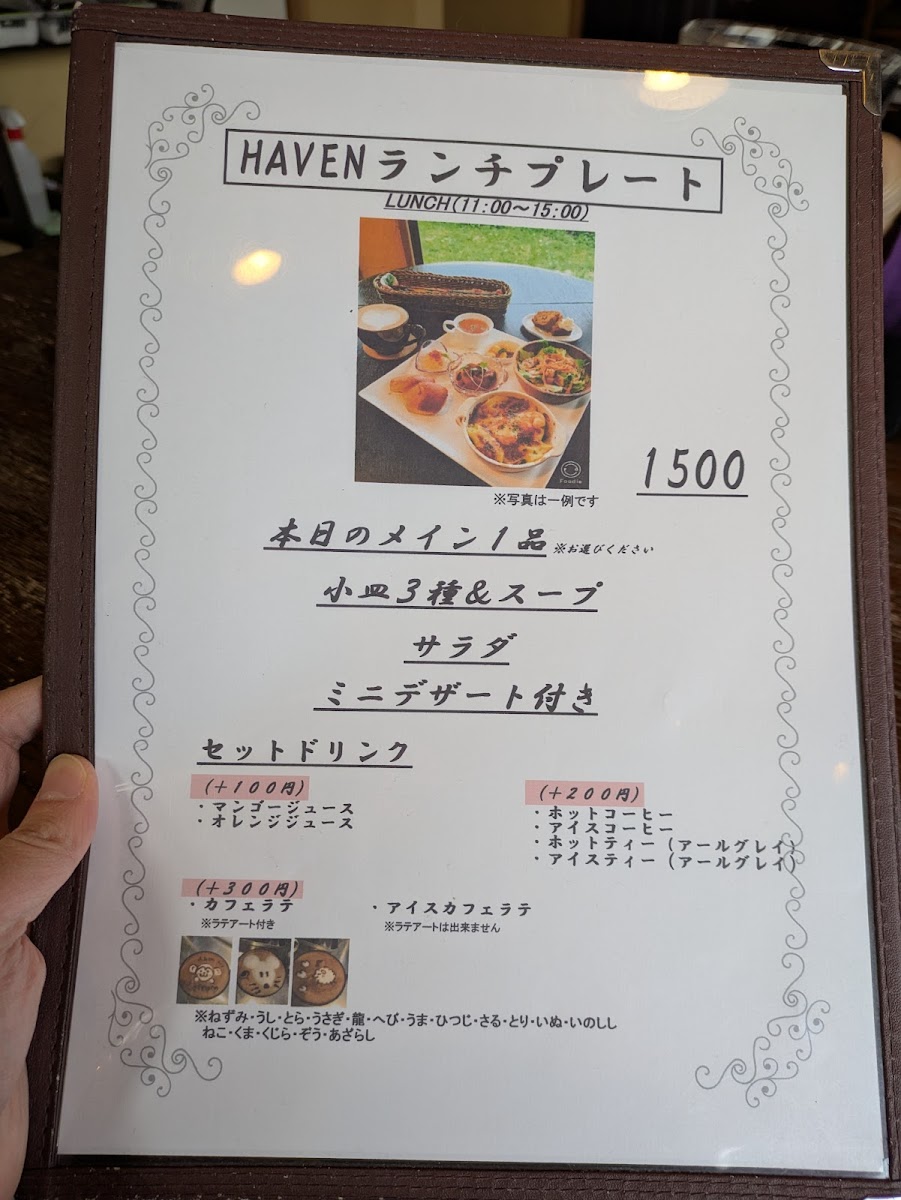 HAVENランチプレート
LUNCH(11:00～15:00)
Foodie
※写真は一例です
1500
本日のメイン1品 ※お選びください
小皿3種&スープ
サラダ
ミニデザート付き
セットドリンク
(+100円)
・マンゴージュース
・オレンジジュース
(+200円)
・ホットコーヒー
・アイスコーヒー
・ホットティー(アールグレイ)
・アイスティー(アールグレイ)
(+300円)
・カフェラテ
※ラテアート付き
・アイスカフェラテ
※ラテアートは出来ません
※ねずみ・うし・とら・うさぎ・龍・へび・うま・ひつじ・さる・とり・いぬ・いのしし
ねこ・くま・くじら・ぞう・あざらし